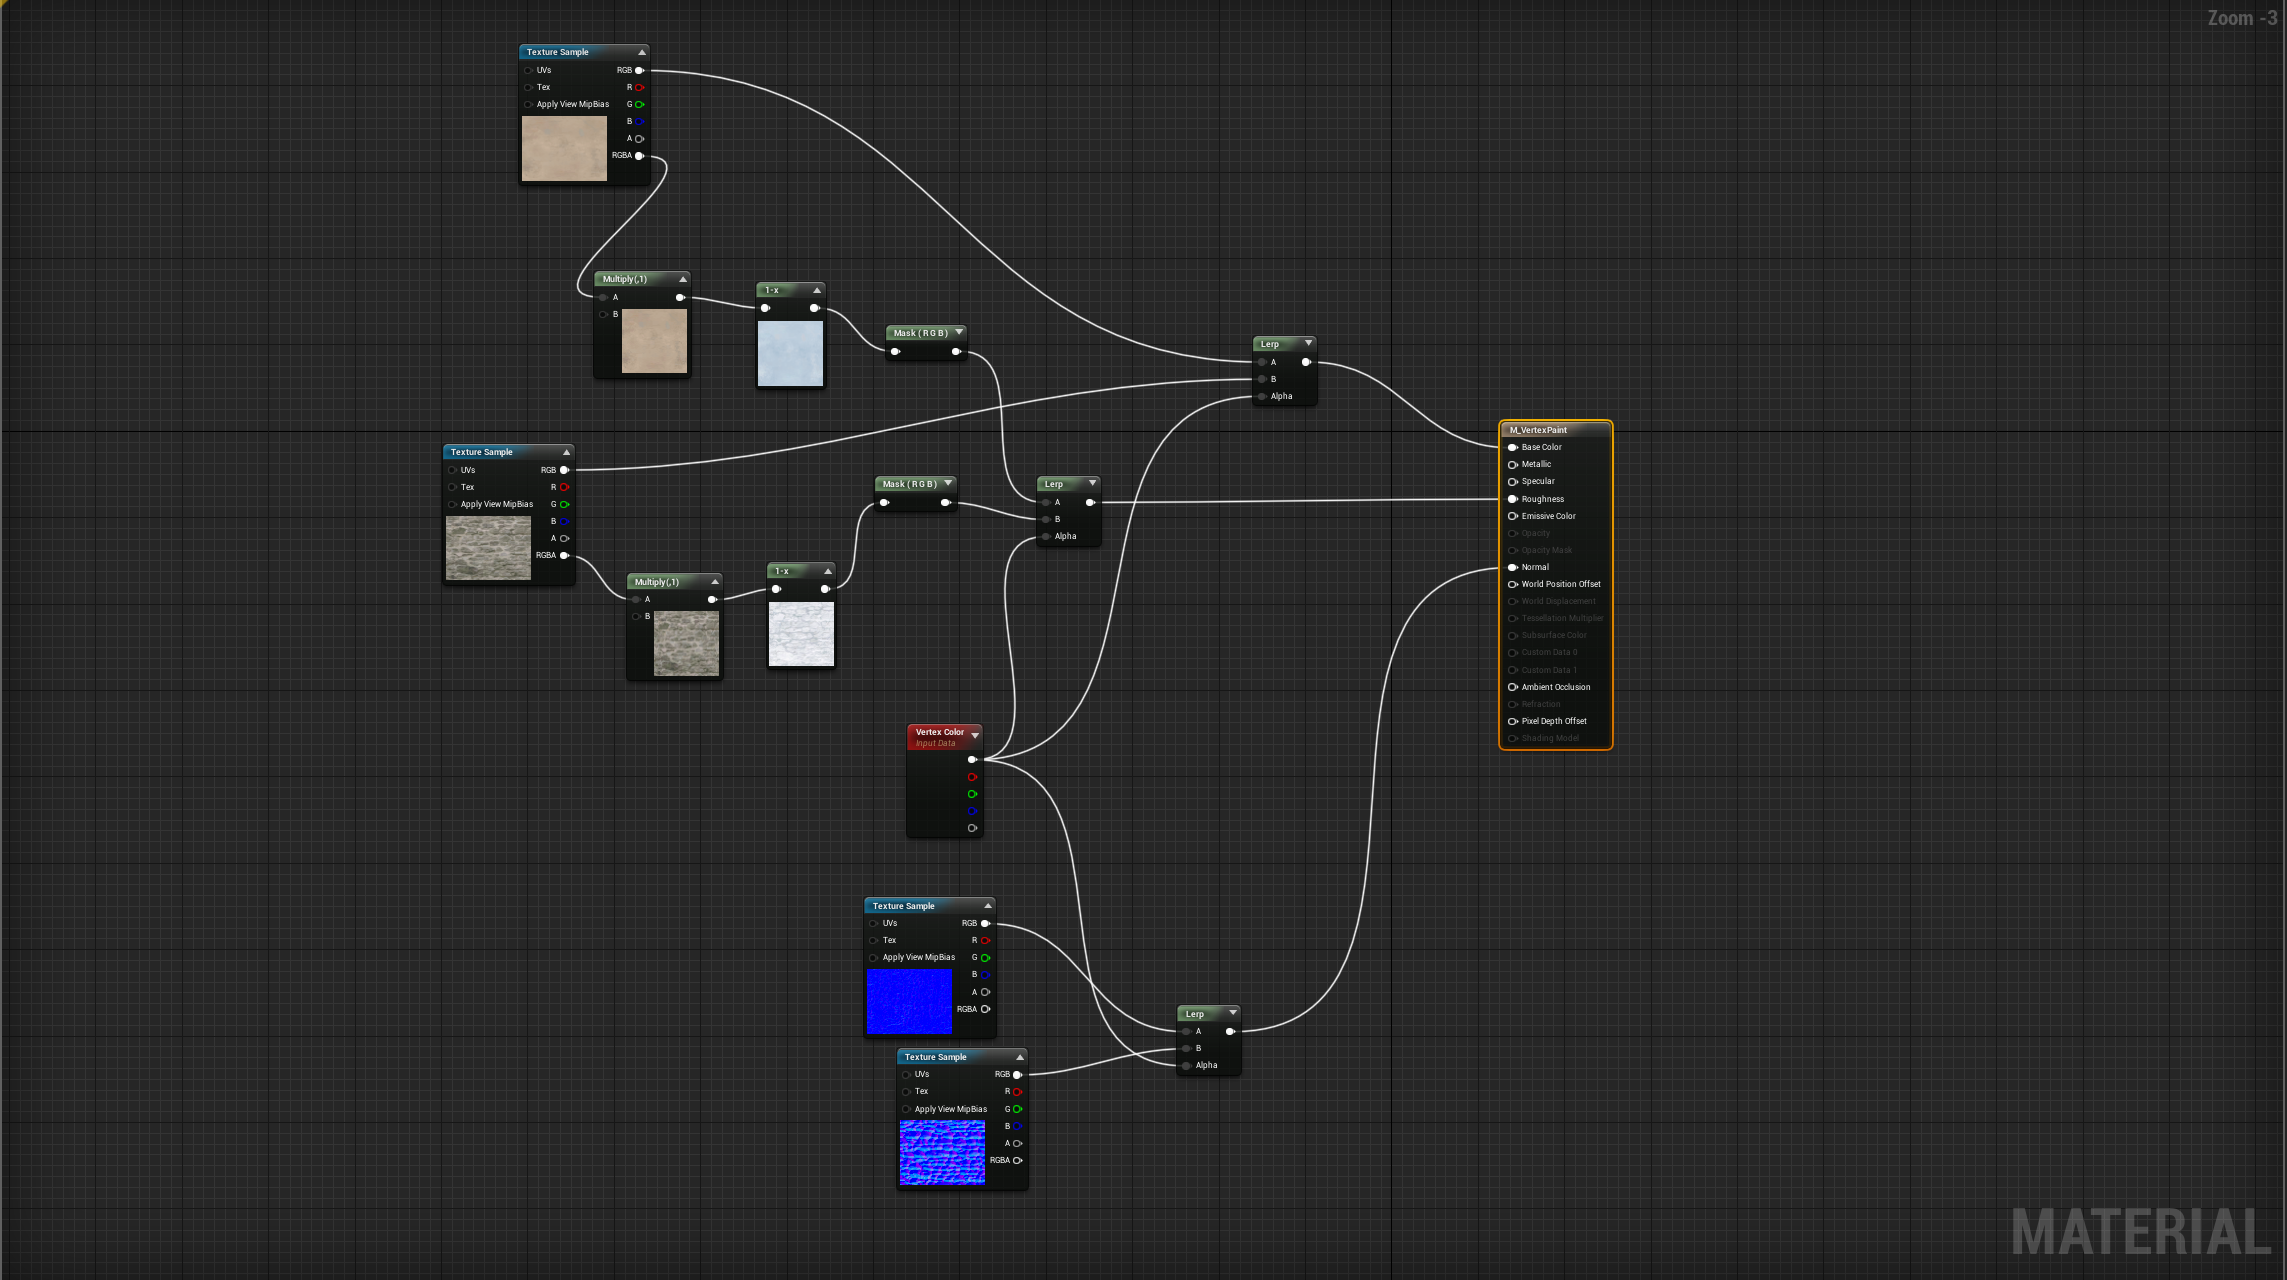 Zoom -3
Texture Sample
UVs RGB
Tex R
Apply View MipBias G
B
A
RGBA
Multiply(,1)
A
B
1-x
Mask ( R G B )
Lerp
A
B
Alpha
Texture Sample
UVs RGB
Tex R
Apply View MipBias G
B
A
RGBA
Multiply(,1)
A
B
1-x
Mask ( R G B )
Lerp
A
B
Alpha
M_VertexPaint
Base Color
Metallic
Specular
Roughness
Emissive Color
Opacity
Opacity Mask
Normal
World Position Offset
World Displacement
Tessellation Multiplier
Subsurface Color
Custom Data 0
Custom Data 1
Ambient Occlusion
Refraction
Pixel Depth Offset
Shading Model
Vertex Color
Input Data
Texture Sample
UVs RGB
Tex R
Apply View MipBias G
B
A
RGBA
Lerp
A
B
Alpha
Texture Sample
UVs RGB
Tex R
Apply View MipBias G
B
A
RGBA
MATERIAL